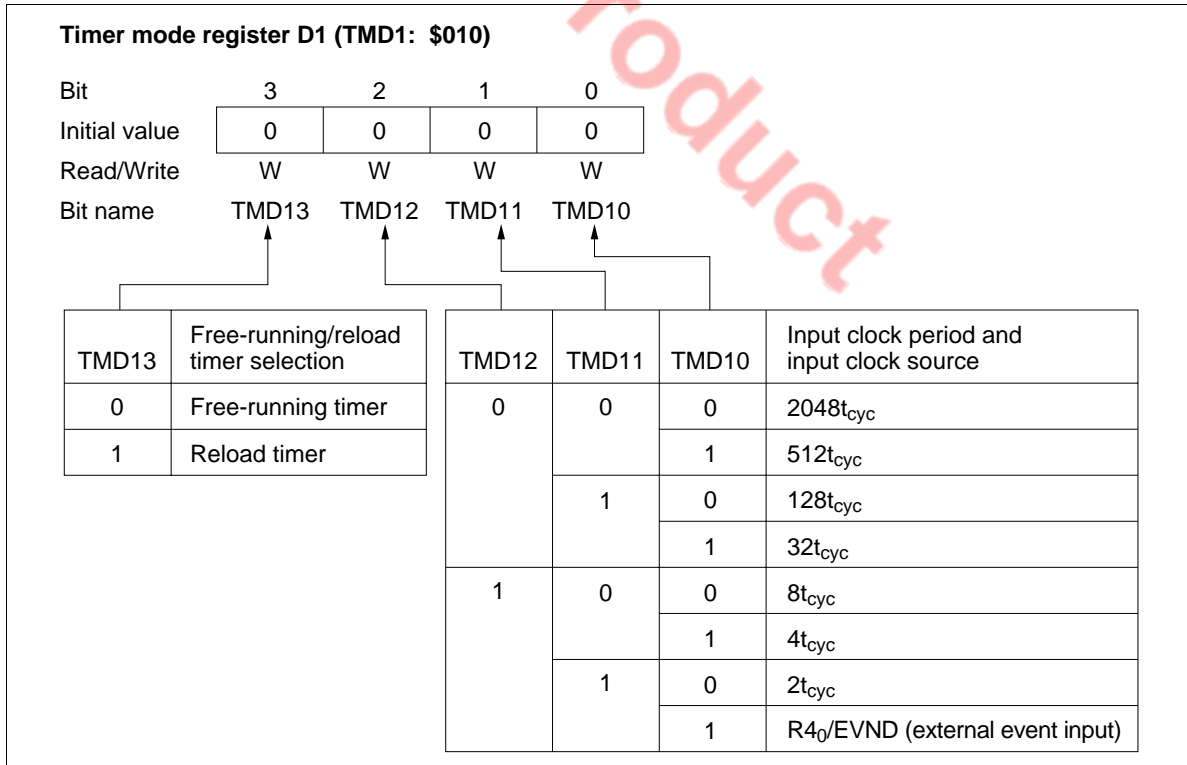 Timer mode register D1 (TMD1: $010)
Bit 3 2 1 0
Initial value 0 0 0 0
Read/Write W W W W
Bit name TMD13 TMD12 TMD11 TMD10
TMD13 Free-running/reload timer selection
0 Free-running timer
1 Reload timer
TMD12 TMD11 TMD10 Input clock period and input clock source
0 0 0 2048tcyc
1 512tcyc
1 0 128tcyc
1 32tcyc
1 0 0 8tcyc
1 4tcyc
1 0 2tcyc
1 R40/EVND (external event input)
roduct